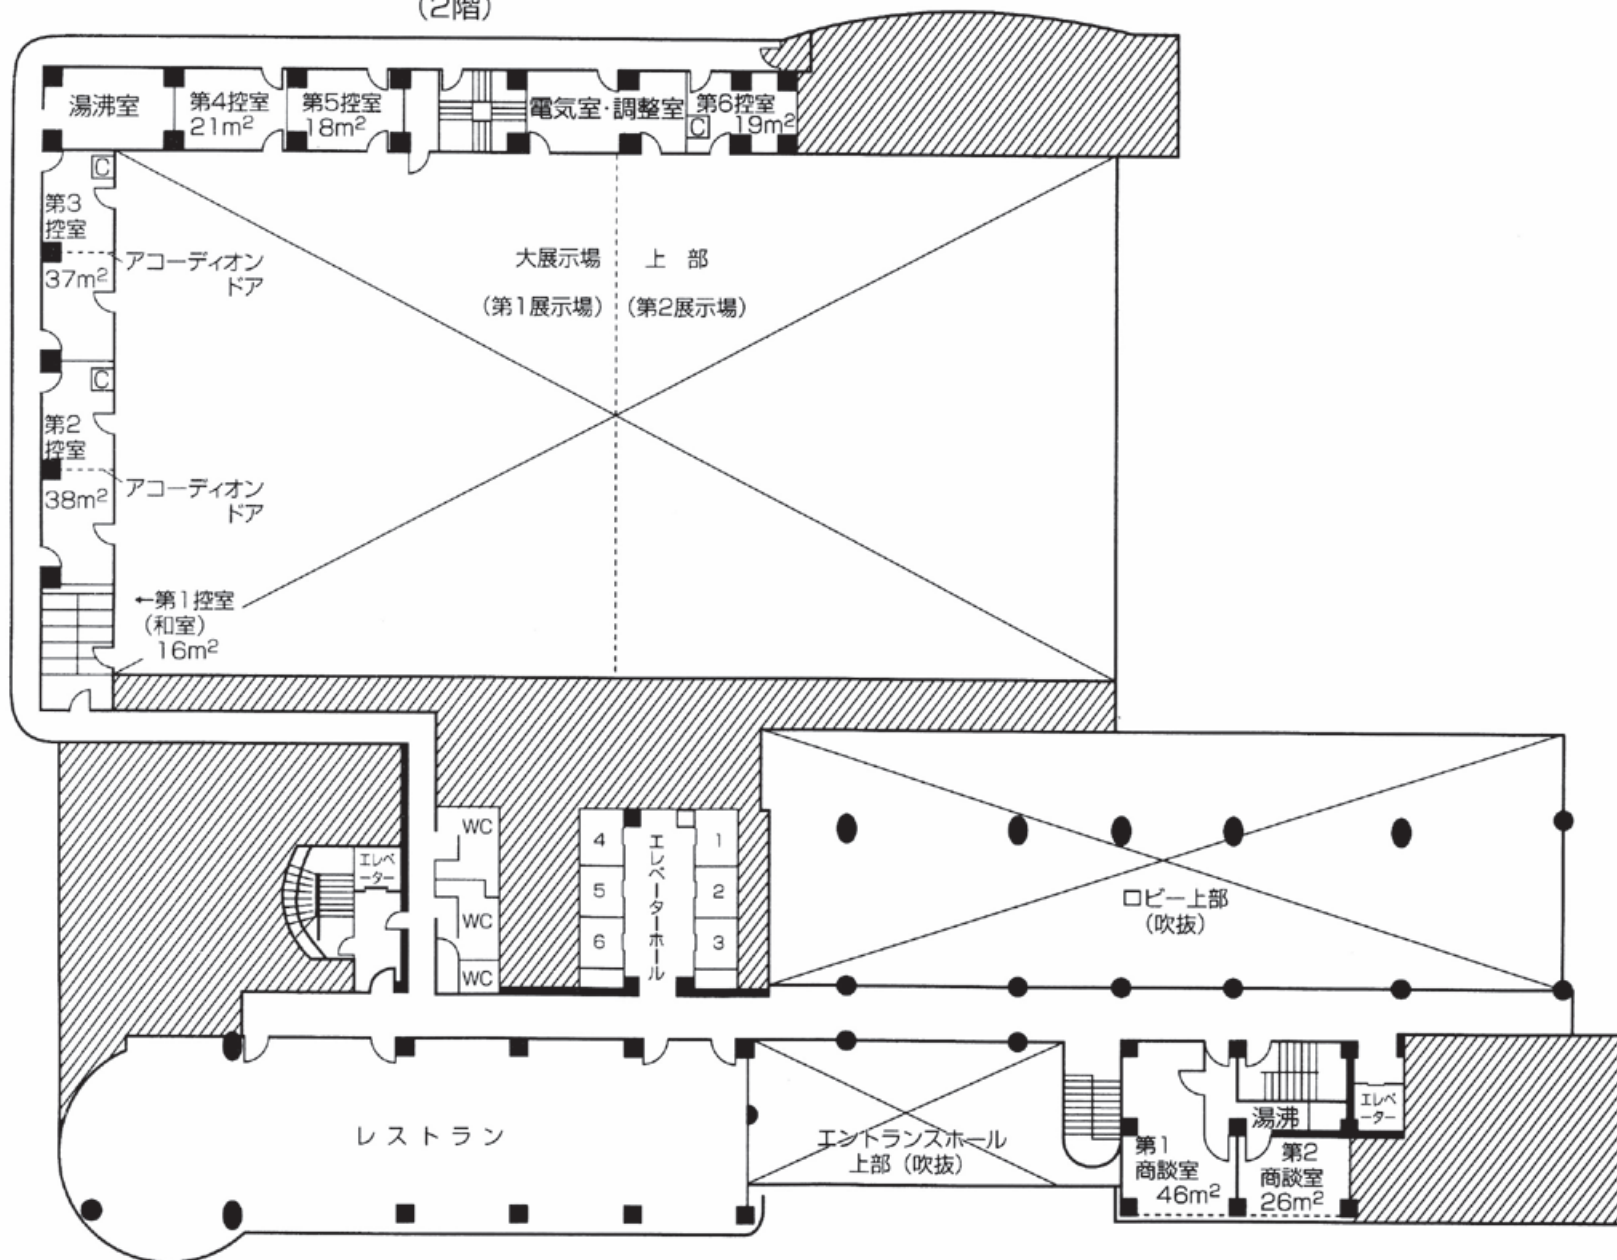 (2階)
湯沸室
第4控室
21m²
第5控室
18m²
電気室・調整室
第6控室
C
19m²
C
第3
控室
37m²
アコーディオン
ドア
大展示場 上 部
(第1展示場) (第2展示場)
C
第2
控室
38m²
アコーディオン
ドア
←第1控室
(和室)
16m²
エレベ
ーター
WC
WC
WC
4
5
6
エレベーターホール
1
2
3
ロビー上部
(吹抜)
レストラン
エントランスホール
上部(吹抜)
第1
商談室
46m²
湯沸
第2
商談室
26m²
エレベ
ーター